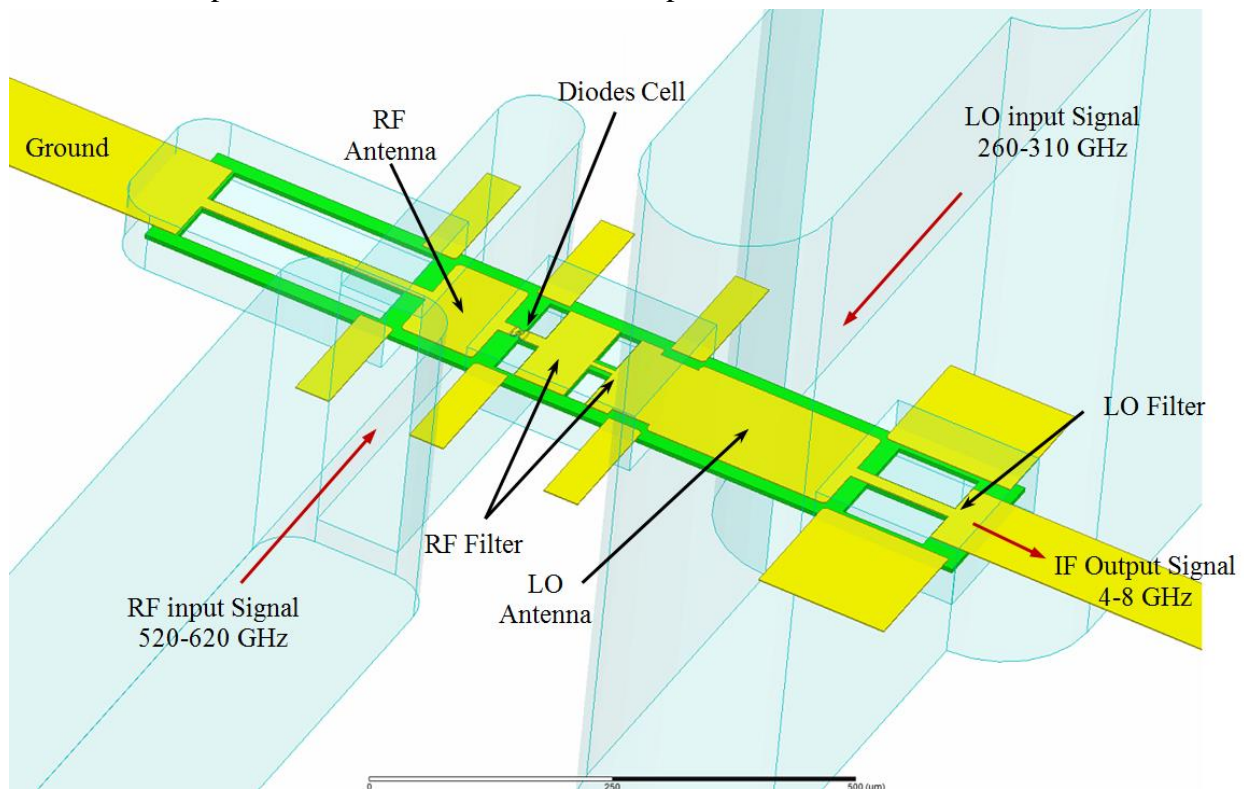 Diodes Cell
RF
Antenna
LO input Signal
260-310 GHz
Ground
LO Filter
RF Filter
LO
Antenna
IF Output Signal
4-8 GHz
RF input Signal
520-620 GHz
0
250
500 (um)